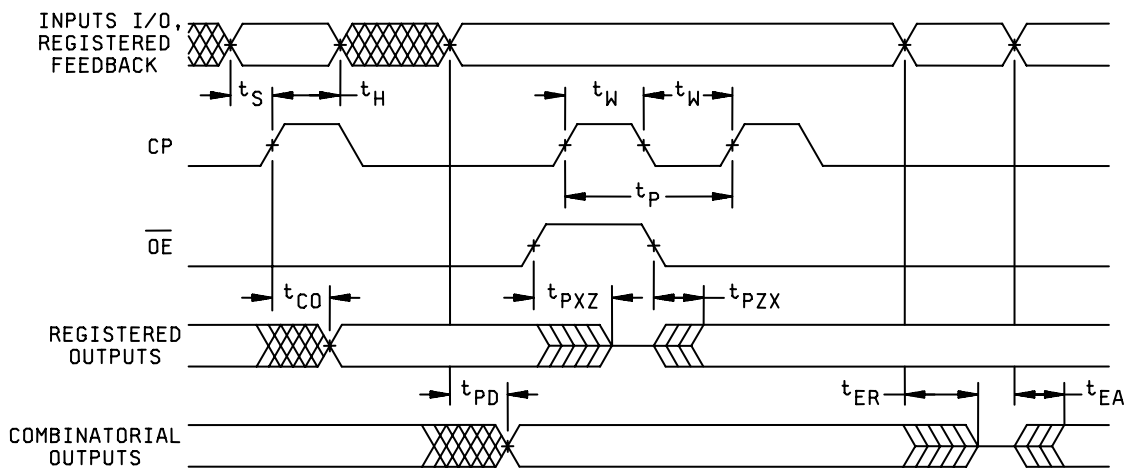 INPUTS I/O,
REGISTERED
FEEDBACK
tS
tH
tW
tW
CP
tP
OE
tCO
tPXZ
tPZX
REGISTERED
OUTPUTS
tPD
tER
tEA
COMBINATORIAL
OUTPUTS